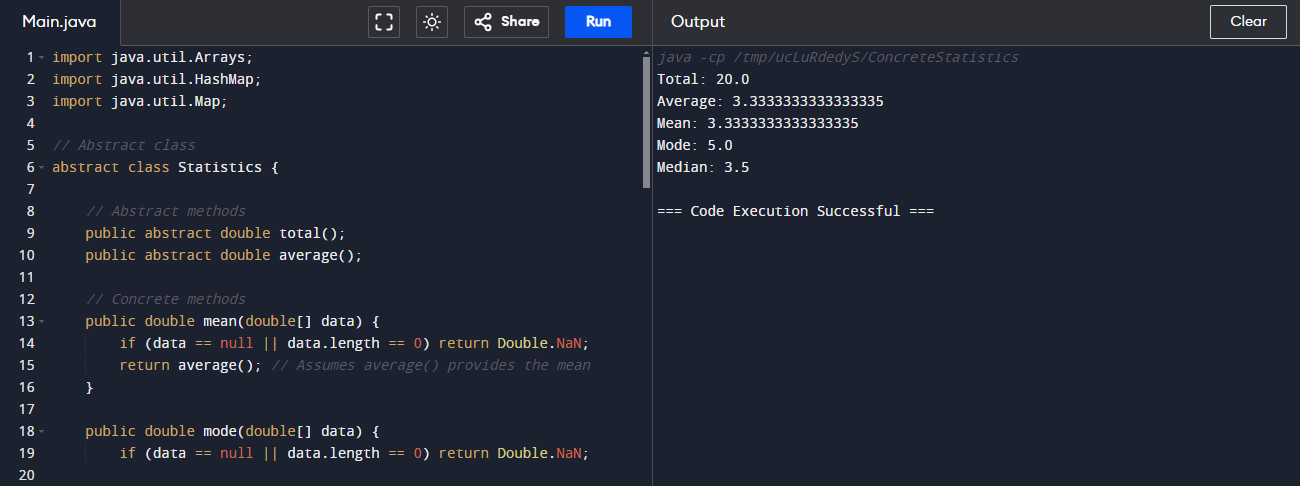 Main.java
Share
Run
Output
Clear
1 import java.util.Arrays;
2 import java.util.HashMap;
3 import java.util.Map;
4
5 // Abstract class
6 abstract class Statistics {
7
8 // Abstract methods
9 public abstract double total();
10 public abstract double average();
11
12 // Concrete methods
13 public double mean(double[] data) {
14 if (data == null || data.length == 0) return Double.NaN;
15 return average(); // Assumes average() provides the mean
16 }
17
18 public double mode(double[] data) {
19 if (data == null || data.length == 0) return Double.NaN;
20
java -cp /tmp/ucLuRdedyS/ConcreteStatistics
Total: 20.0
Average: 3.3333333333333335
Mean: 3.3333333333333335
Mode: 5.0
Median: 3.5
=== Code Execution Successful ===